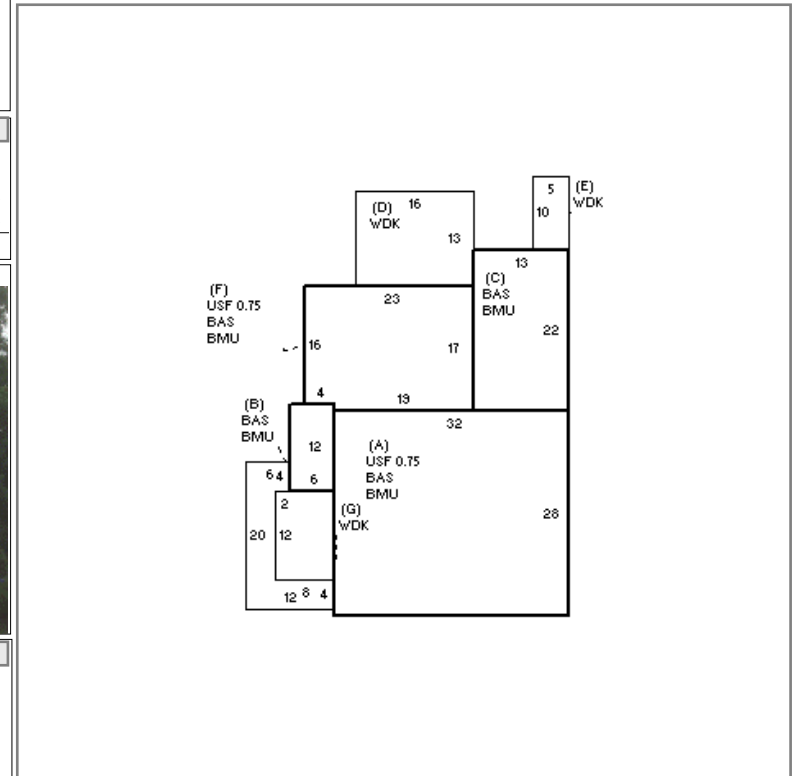 5
(E)
WDK
10
(D)
WDK
16
13
13
(C)
BAS
BMU
22
(F)
USF 0.75
BAS
BMU
23
16
17
4
19
(B)
BAS
BMU
12
6
32
(A)
USF 0.75
BAS
BMU
28
6
4
2
(G)
WDK
20
12
12
8
4